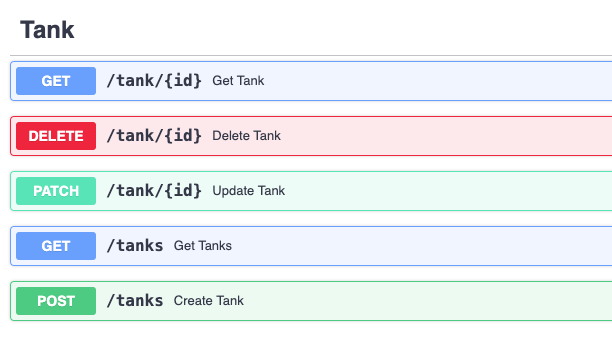 Tank
GET /tank/{id} Get Tank
DELETE /tank/{id} Delete Tank
PATCH /tank/{id} Update Tank
GET /tanks Get Tanks
POST /tanks Create Tank